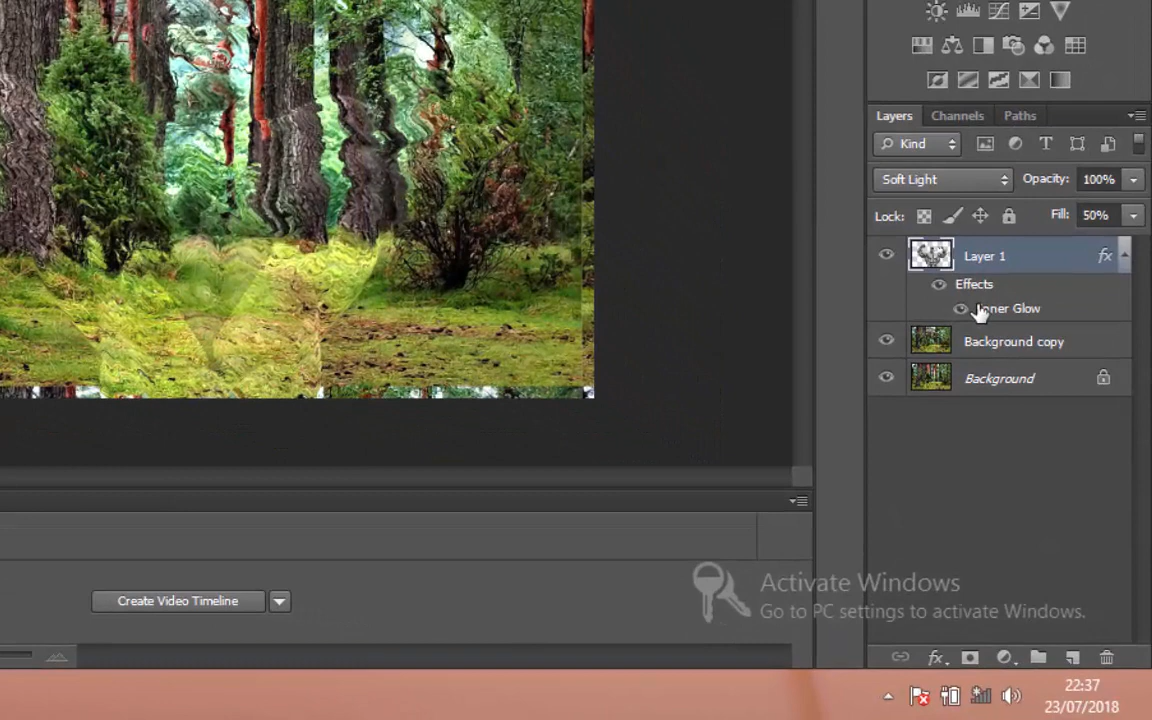 Layers Channels Paths
Kind
Soft Light Opacity: 100%
Lock: Fill: 50%
Layer 1 fx
Effects
Inner Glow
Background copy
Background
Create Video Timeline
Activate Windows
Go to PC settings to activate Windows.
fx
22:37
23/07/2018